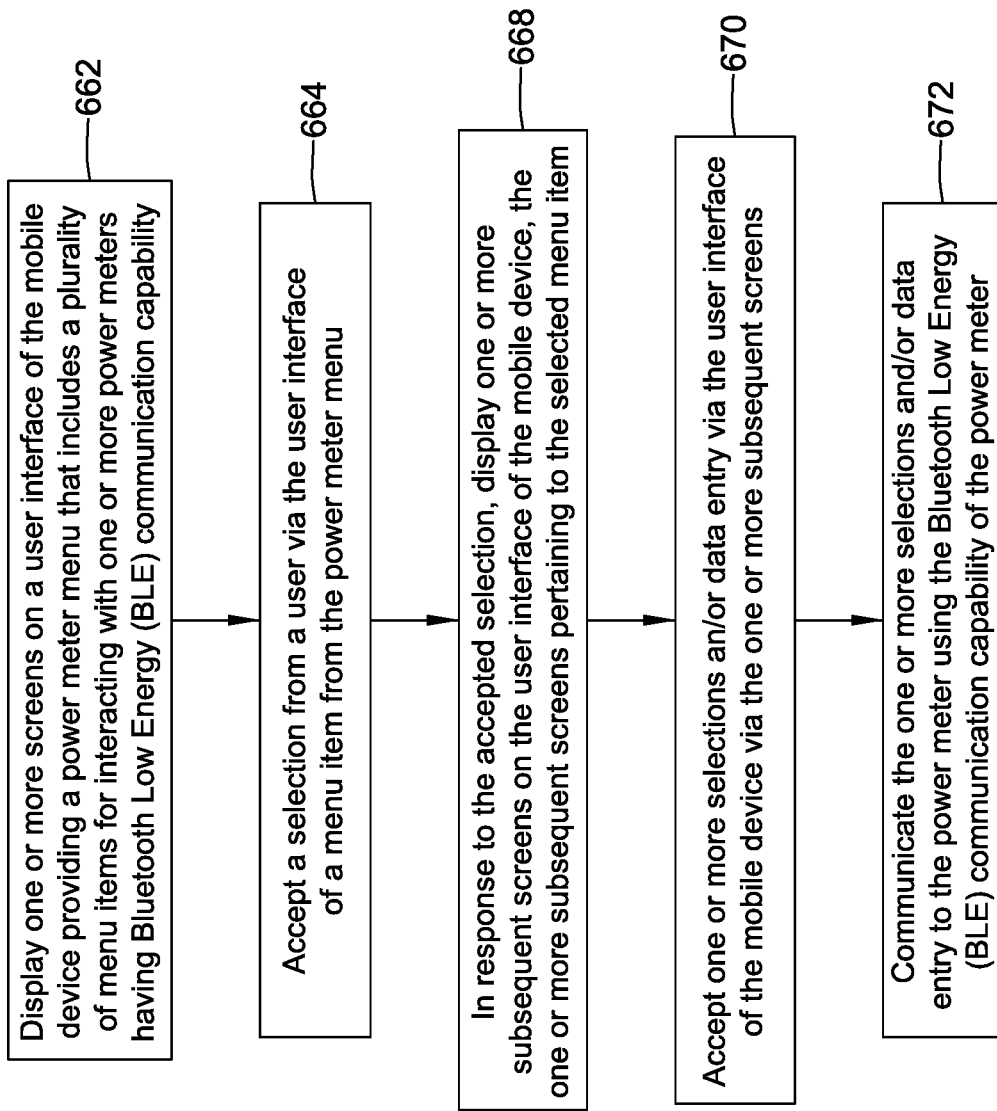 Display one or more screens on a user interface of the mobile
device providing a power meter menu that includes a plurality
of menu items for interacting with one or more power meters
having Bluetooth Low Energy (BLE) communication capability
662
Accept a selection from a user via the user interface
of a menu item from the power meter menu
664
In response to the accepted selection, display one or more
subsequent screens on the user interface of the mobile device, the
one or more subsequent screens pertaining to the selected menu item
668
Accept one or more selections an/or data entry via the user interface
of the mobile device via the one or more subsequent screens
670
Communicate the one or more selections and/or data
entry to the power meter using the Bluetooth Low Energy
(BLE) communication capability of the power meter
672